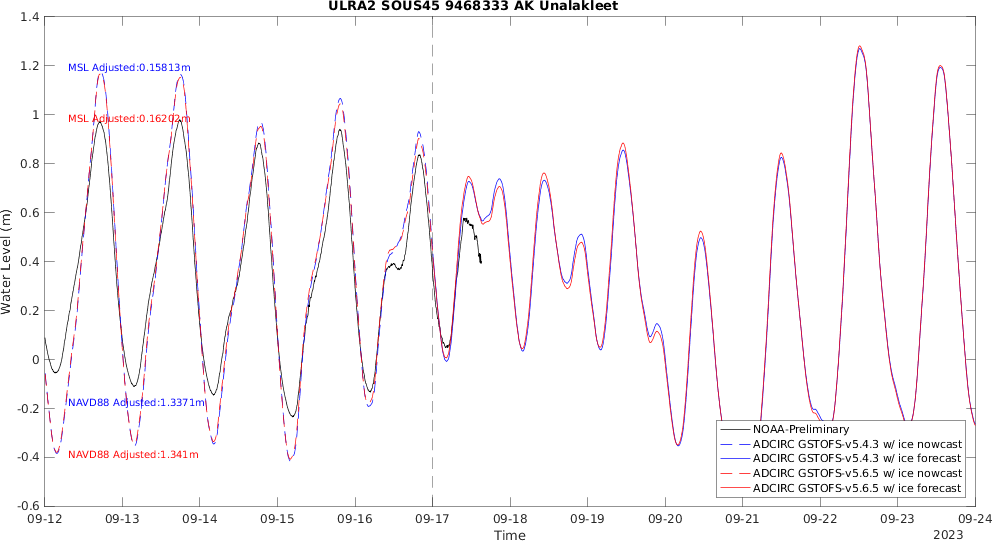 ULRA2 SOUS45 9468333 AK Unalakleet
1.4
1.2
1
0.8
0.6
0.4
0.2
0
-0.2
-0.4
-0.6
Water Level (m)
MSL Adjusted:0.15813m
MSL Adjusted:0.16202m
NAVD88 Adjusted:1.3371m
NAVD88 Adjusted:1.341m
NOAA-Preliminary
ADCIRC GSTOFS-v5.4.3 w/ ice nowcast
ADCIRC GSTOFS-v5.4.3 w/ ice forecast
ADCIRC GSTOFS-v5.6.5 w/ ice nowcast
ADCIRC GSTOFS-v5.6.5 w/ ice forecast
09-12 09-13 09-14 09-15 09-16 09-17 09-18 09-19 09-20 09-21 09-22 09-23 09-24
Time
2023